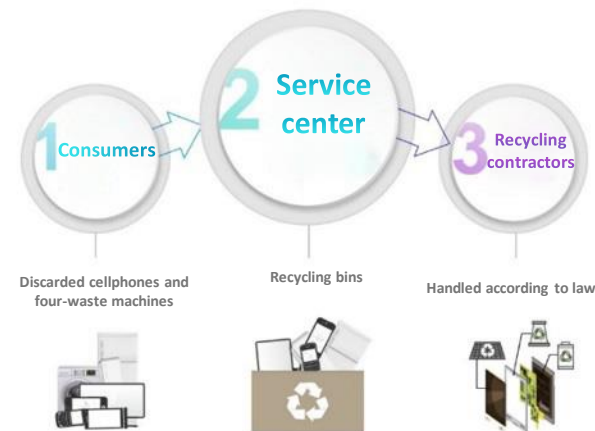 1
Consumers
2
Service
center
3
Recycling
contractors
Discarded cellphones and
four-waste machines
Recycling bins
Handled according to law